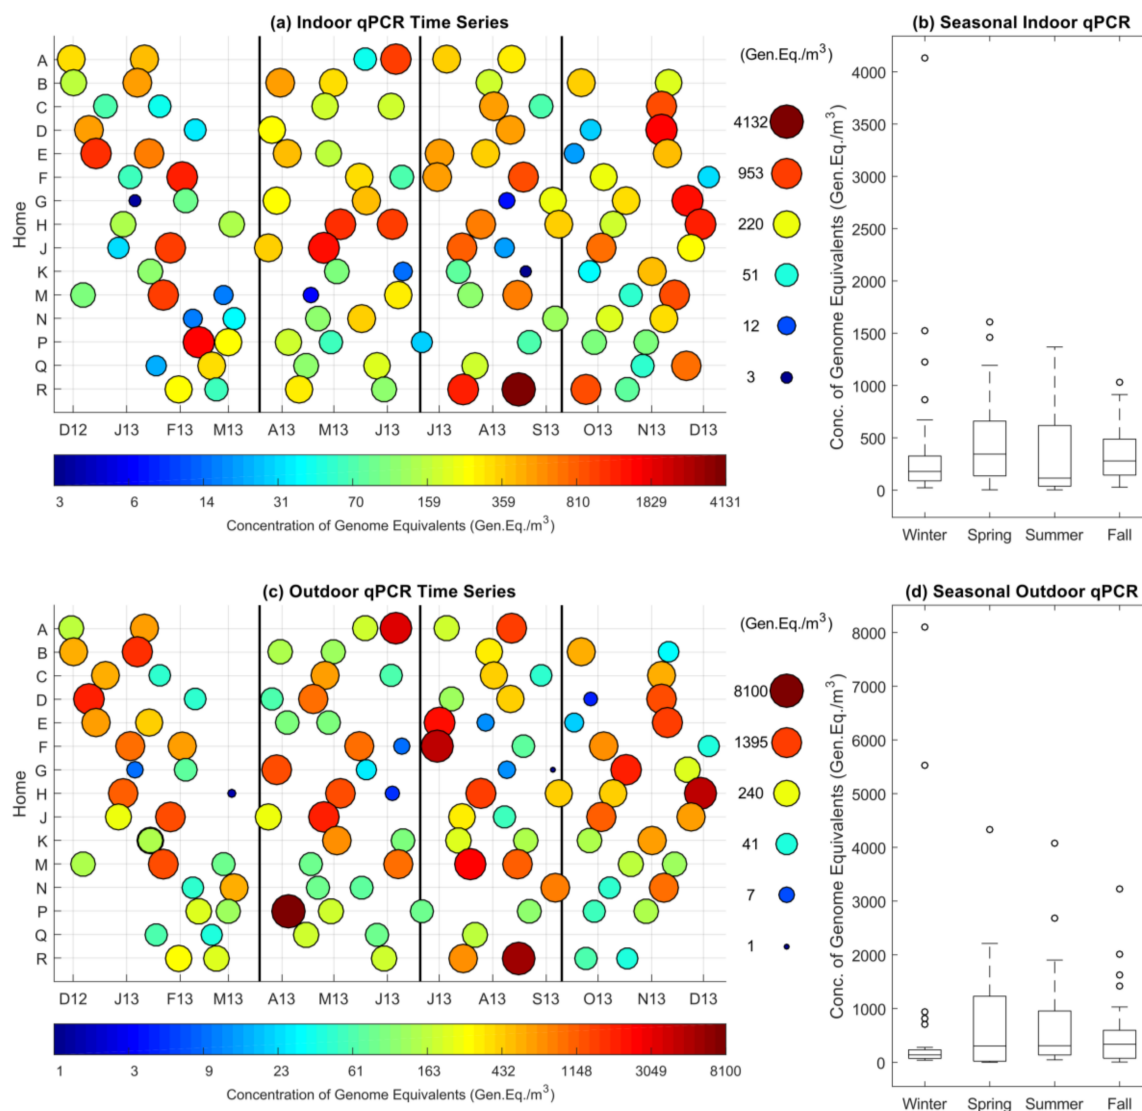 (a) Indoor qPCR Time Series
(b) Seasonal Indoor qPCR
(Gen.Eq./m³)
A
B
C
D
E
F
G
H
J
K
M
N
P
Q
R
Home
D12 J13 F13 M13 A13 M13 J13 J13 A13 S13 O13 N13 D13
4132
953
220
51
12
3
3 6 14 31 70 159 359 810 1829 4131
Concentration of Genome Equivalents (Gen.Eq./m³)
Conc. of Genome Equivalents (Gen.Eq./m³)
4000
3500
3000
2500
2000
1500
1000
500
0
Winter Spring Summer Fall
(c) Outdoor qPCR Time Series
(d) Seasonal Outdoor qPCR
(Gen.Eq./m³)
A
B
C
D
E
F
G
H
J
K
M
N
P
Q
R
Home
D12 J13 F13 M13 A13 M13 J13 J13 A13 S13 O13 N13 D13
8100
1395
240
41
7
1
1 3 9 23 61 163 432 1148 3049 8100
Concentration of Genome Equivalents (Gen.Eq./m³)
Conc. of Genome Equivalents (Gen.Eq./m³)
8000
7000
6000
5000
4000
3000
2000
1000
0
Winter Spring Summer Fall